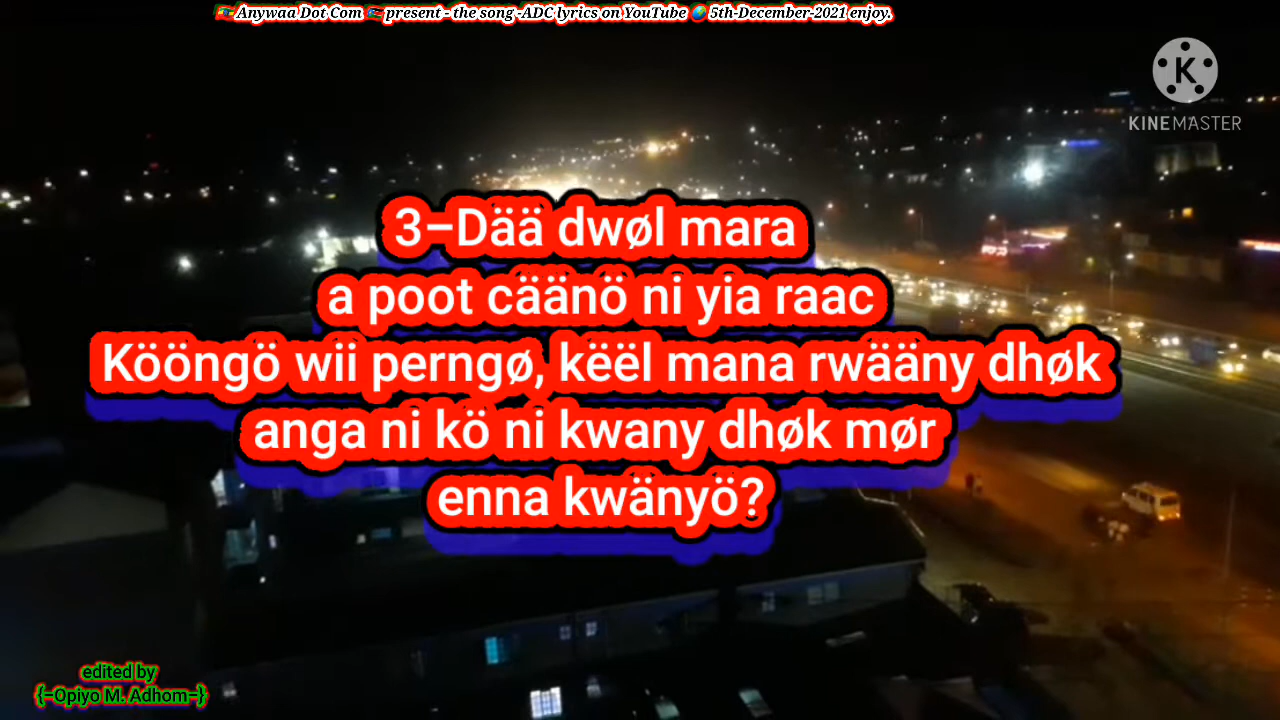 🇪🇹 Anywaa Dot Com 🇸🇸 present - the song -ADC lyrics on YouTube 🌍 5th-December-2021 enjoy.
K
KINEMASTER
3–Dää dwøl mara
a poot cäänö ni yia raac
Kööngö wii perngø, këël mana rwääny dhøk
anga ni kö ni kwany dhøk mør
enna kwänyö?
edited by
{-Opiyo M. Adhom-}